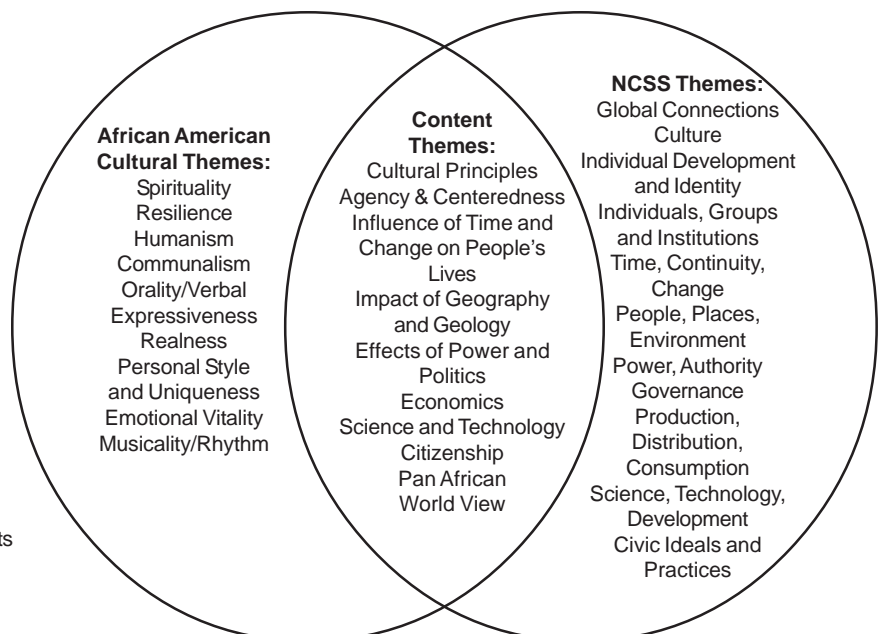 African American
Cultural Themes:
Spirituality
Resilience
Humanism
Communalism
Orality/Verbal
Expressiveness
Realness
Personal Style
and Uniqueness
Emotional Vitality
Musicality/Rhythm
Content
Themes:
Cultural Principles
Agency & Centeredness
Influence of Time and
Change on People's
Lives
Impact of Geography
and Geology
Effects of Power and
Politics
Economics
Science and Technology
Citizenship
Pan African
World View
NCSS Themes:
Global Connections
Culture
Individual Development
and Identity
Individuals, Groups
and Institutions
Time, Continuity,
Change
People, Places,
Environment
Power, Authority
Governance
Production,
Distribution,
Consumption
Science, Technology,
Development
Civic Ideals and
Practices